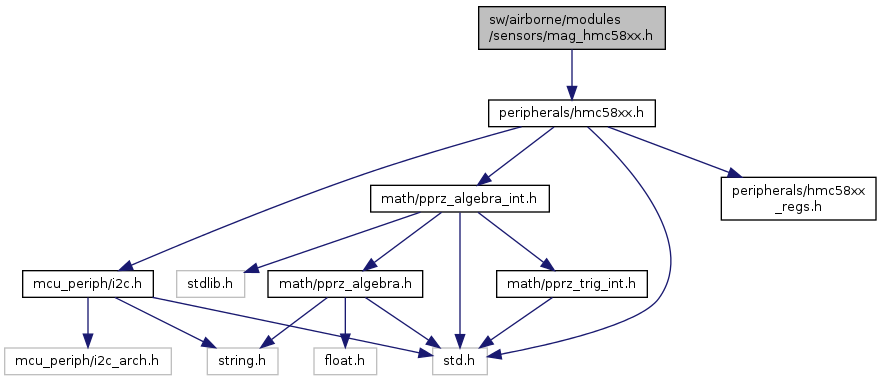 sw/airborne/modules
/sensors/mag_hmc58xx.h
peripherals/hmc58xx.h
math/pprz_algebra_int.h
peripherals/hmc58xx
_regs.h
mcu_periph/i2c.h
stdlib.h
math/pprz_algebra.h
math/pprz_trig_int.h
mcu_periph/i2c_arch.h
string.h
float.h
std.h